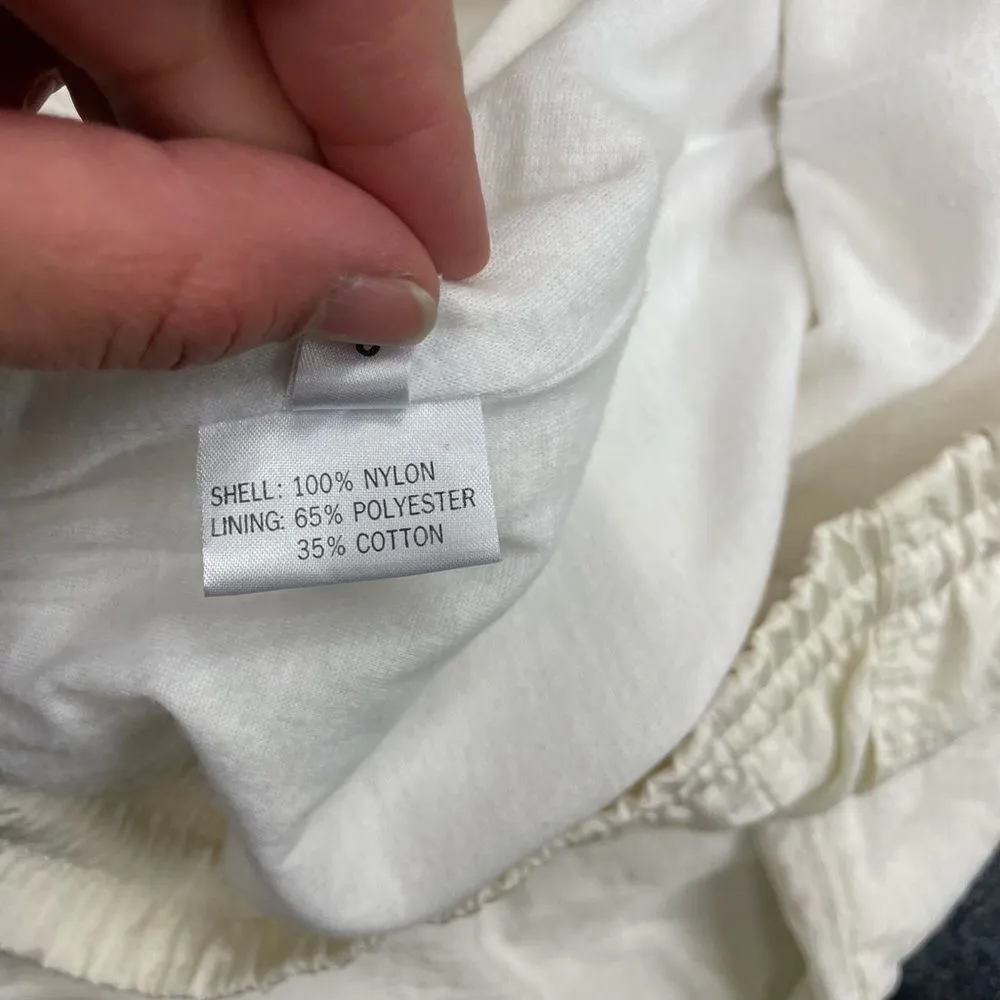 SHELL: 100% NYLON
LINING: 65% POLYESTER
35% COTTON